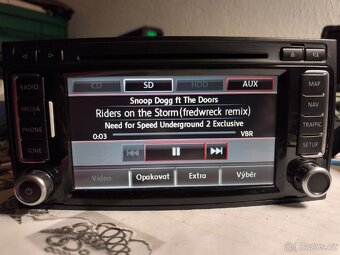 RADIO
MEDIA
PHONE
TONE
CD
SD
HDD
AUX
Snoop Dogg ft The Doors
Riders on the Storm(fredwreck remix)
Need for Speed Underground 2 Exclusive
0:03
VBR
Video
Opakovat
Extra
Výběr
MAP
NAV
TRAFFIC
SETUP